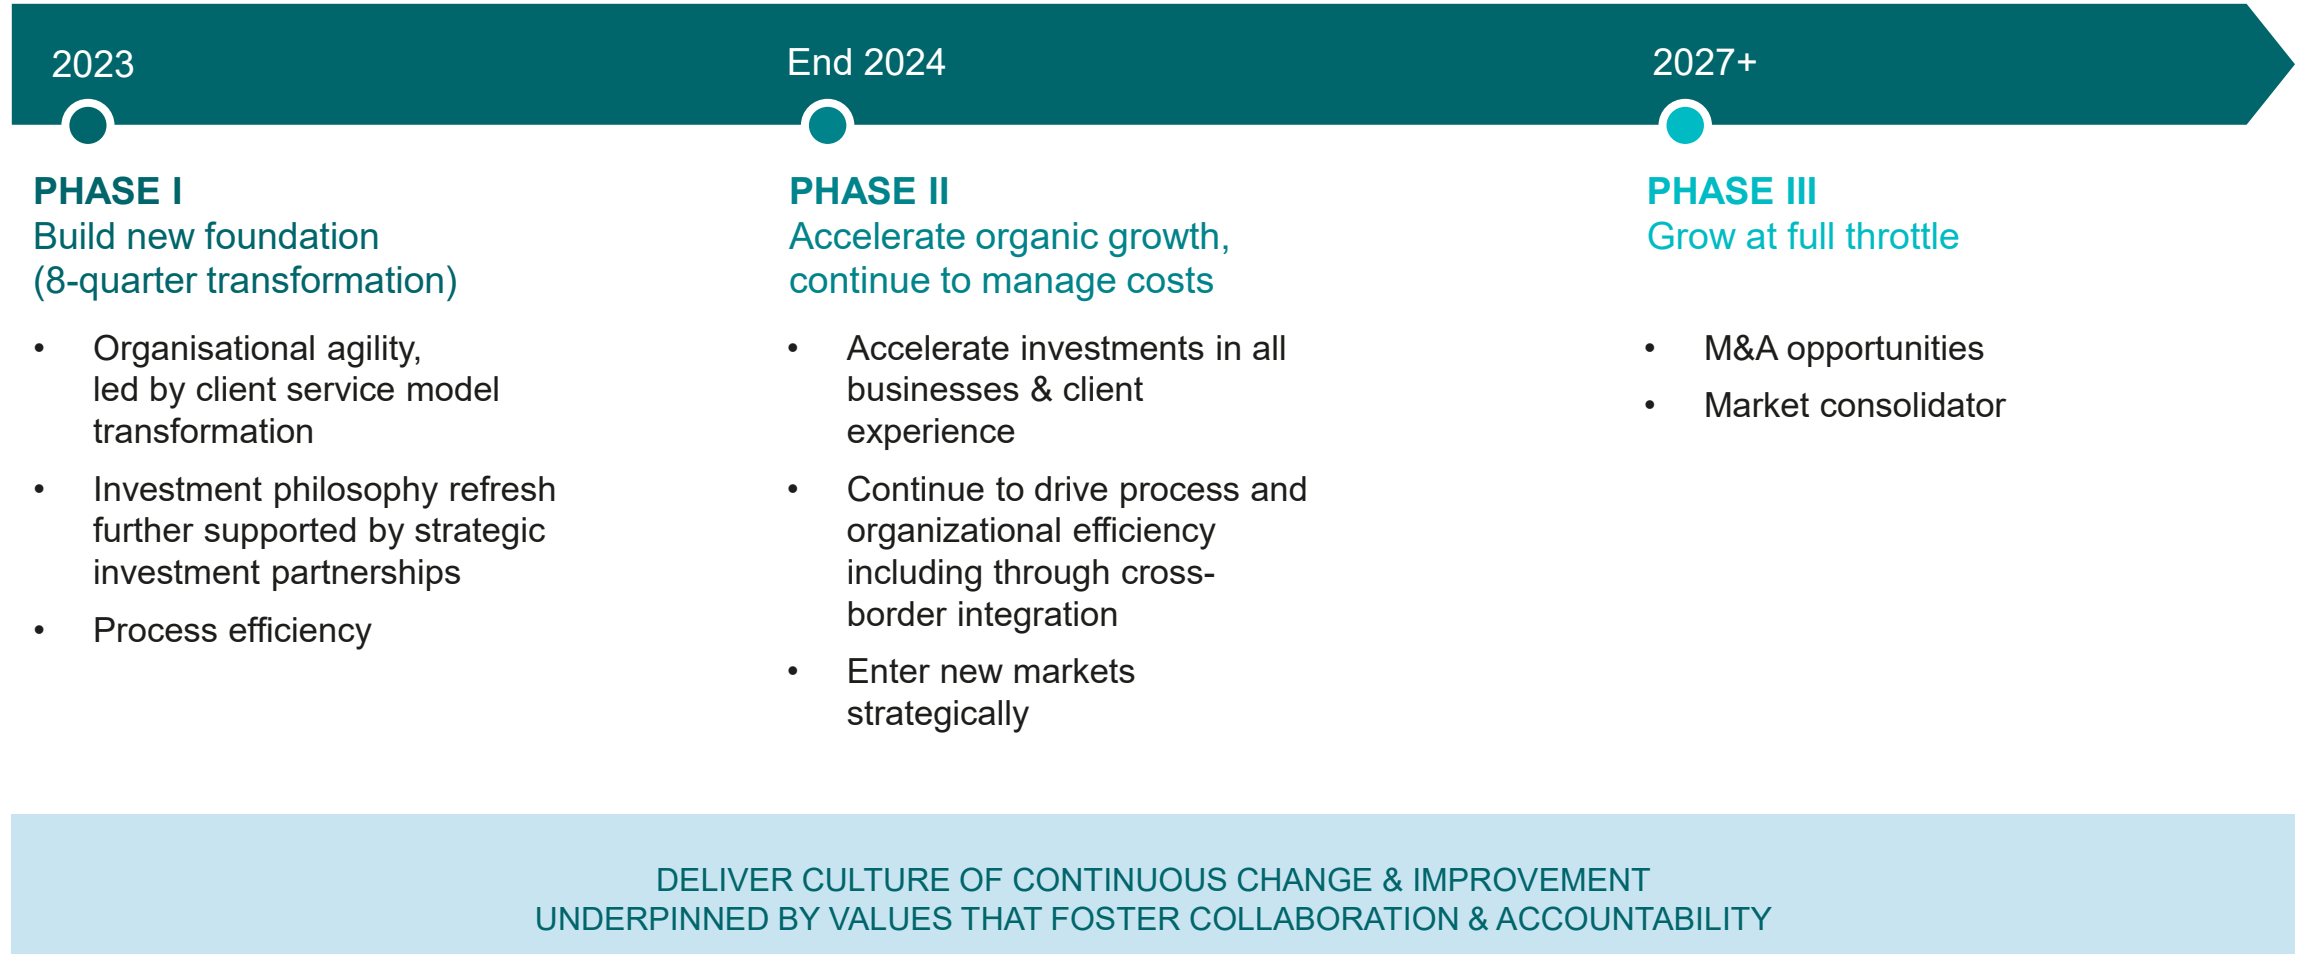 2023
End 2024
2027+
PHASE I
Build new foundation
(8-quarter transformation)
• Organisational agility,
led by client service model
transformation
• Investment philosophy refresh
further supported by strategic
investment partnerships
• Process efficiency
PHASE II
Accelerate organic growth,
continue to manage costs
• Accelerate investments in all
businesses & client
experience
• Continue to drive process and
organizational efficiency
including through cross-
border integration
• Enter new markets
strategically
PHASE III
Grow at full throttle
• M&A opportunities
• Market consolidator
DELIVER CULTURE OF CONTINUOUS CHANGE & IMPROVEMENT
UNDERPINNED BY VALUES THAT FOSTER COLLABORATION & ACCOUNTABILITY